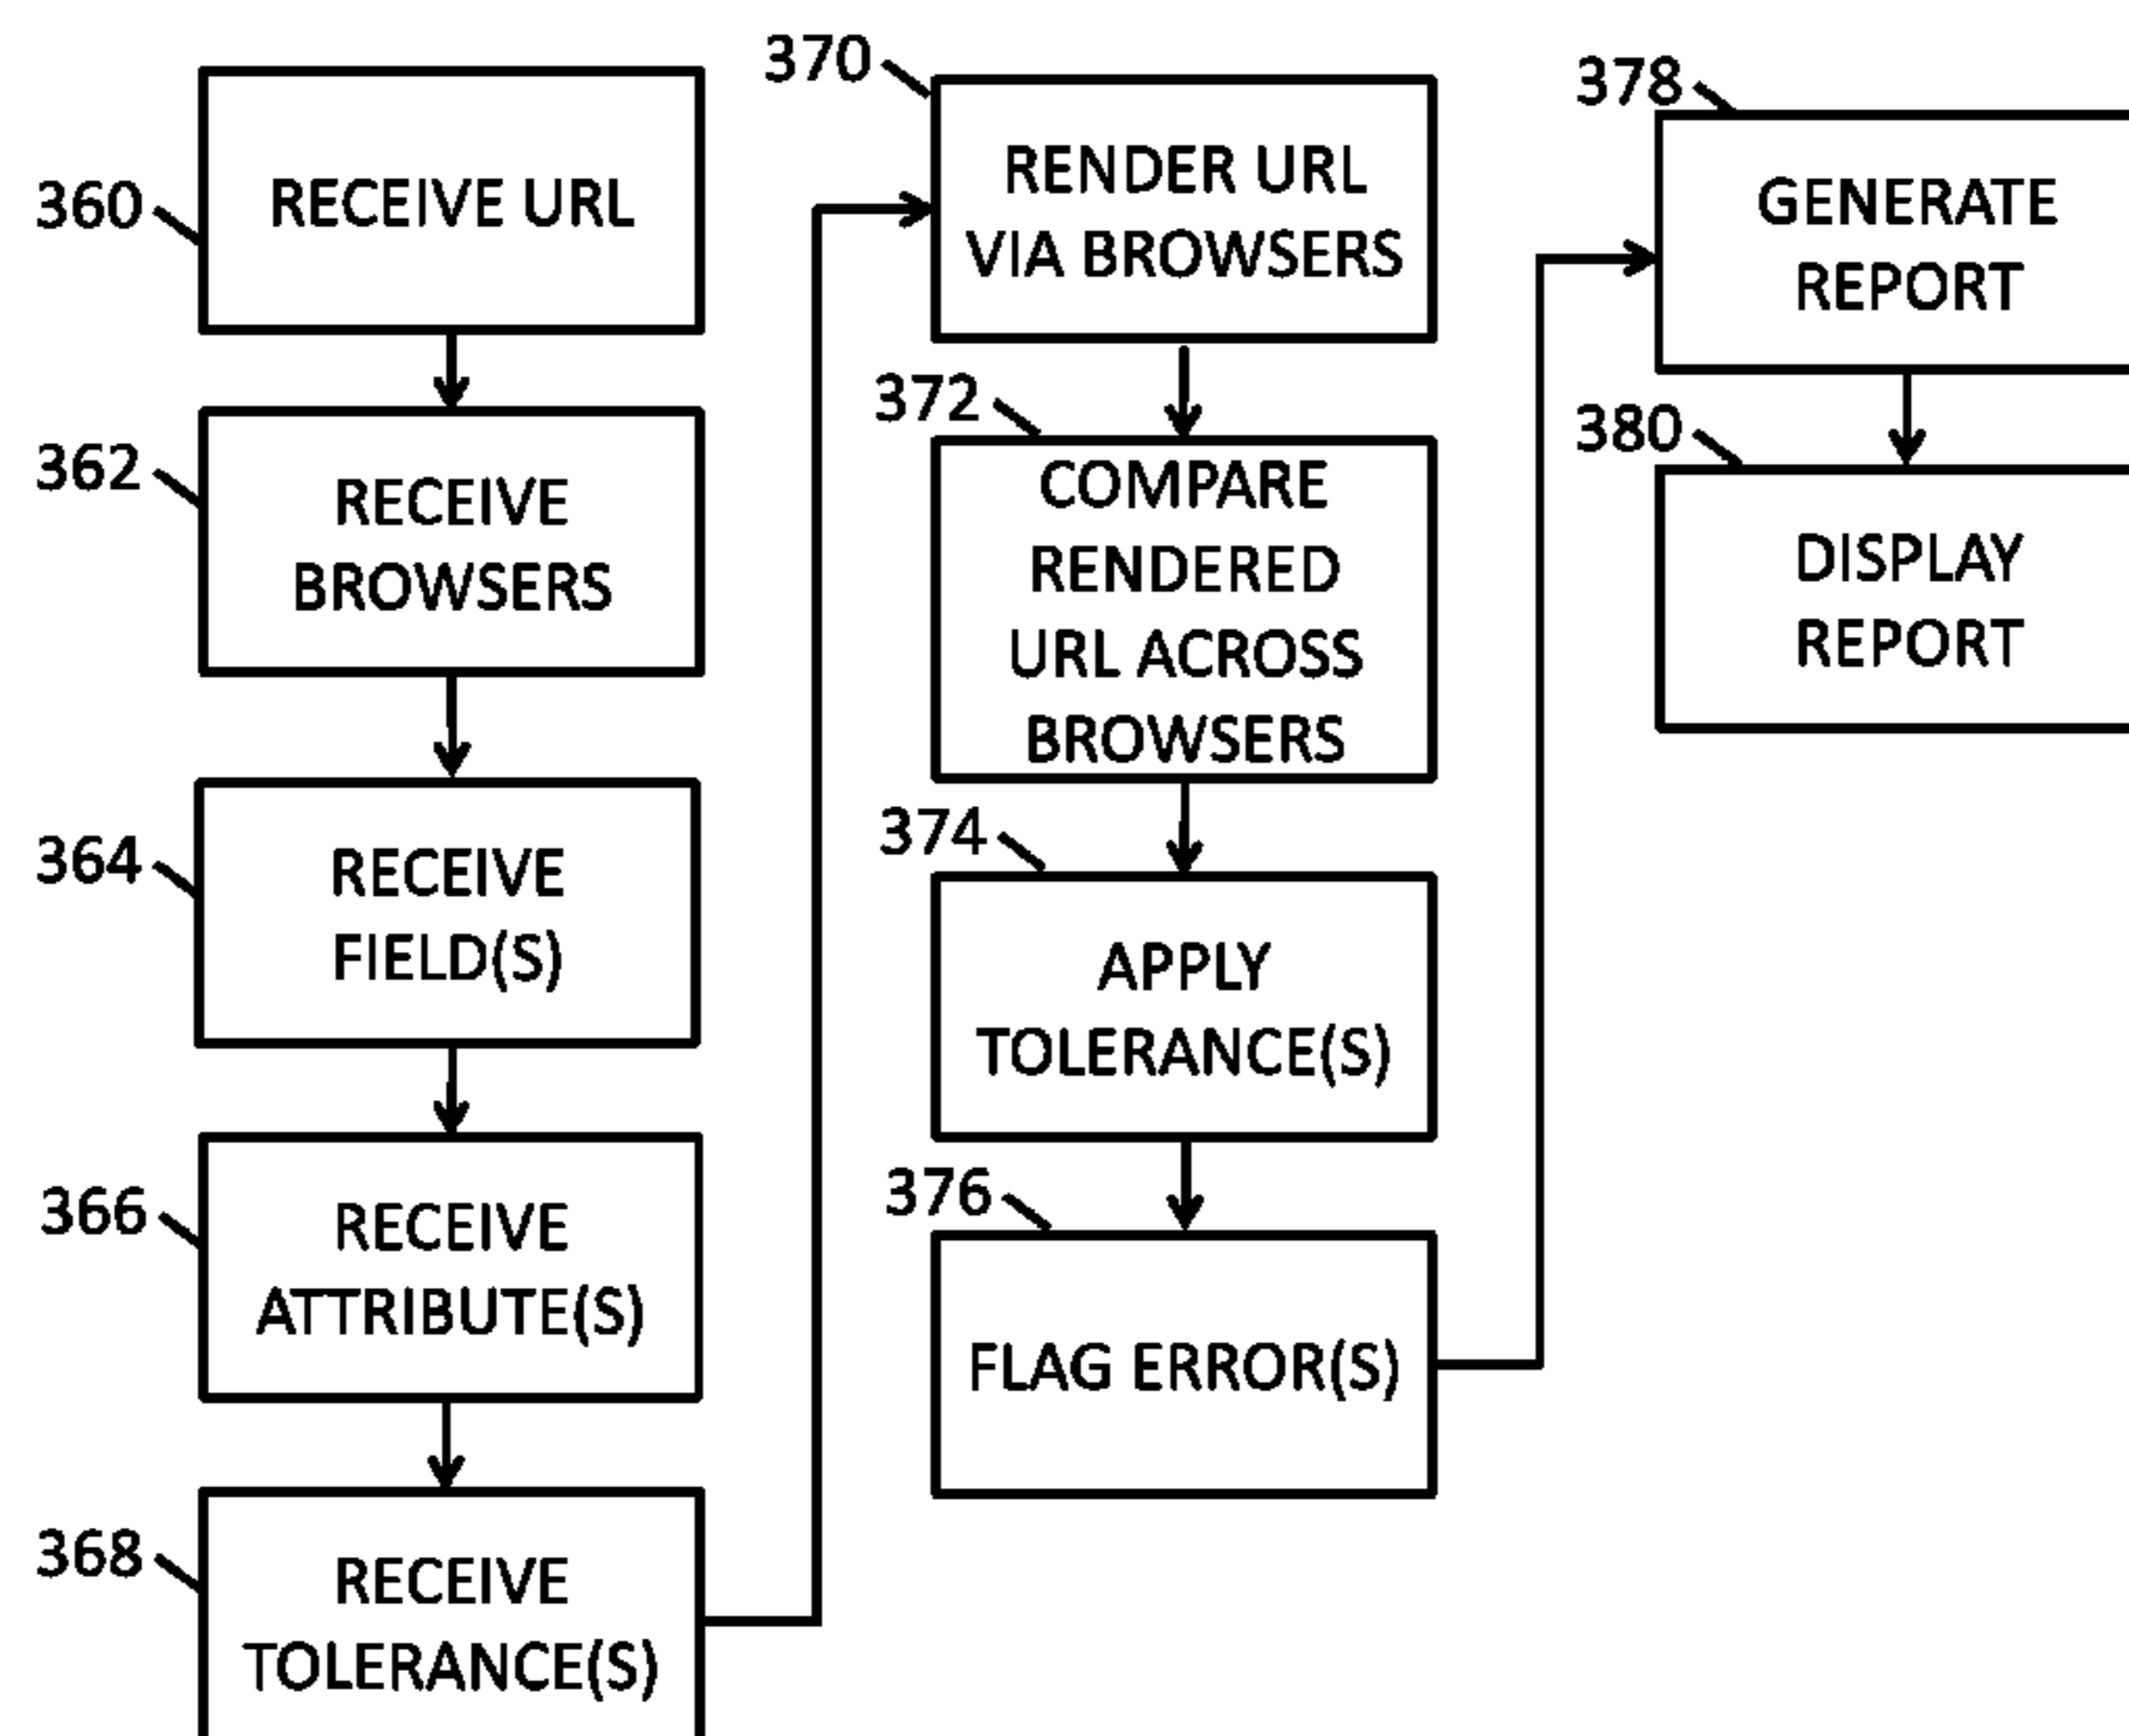 360
RECEIVE URL
362
RECEIVE
BROWSERS
364
RECEIVE
FIELD(S)
366
RECEIVE
ATTRIBUTE(S)
368
RECEIVE
TOLERANCE(S)
370
RENDER URL
VIA BROWSERS
372
COMPARE
RENDERED
URL ACROSS
BROWSERS
374
APPLY
TOLERANCE(S)
376
FLAG ERROR(S)
378
GENERATE
REPORT
380
DISPLAY
REPORT